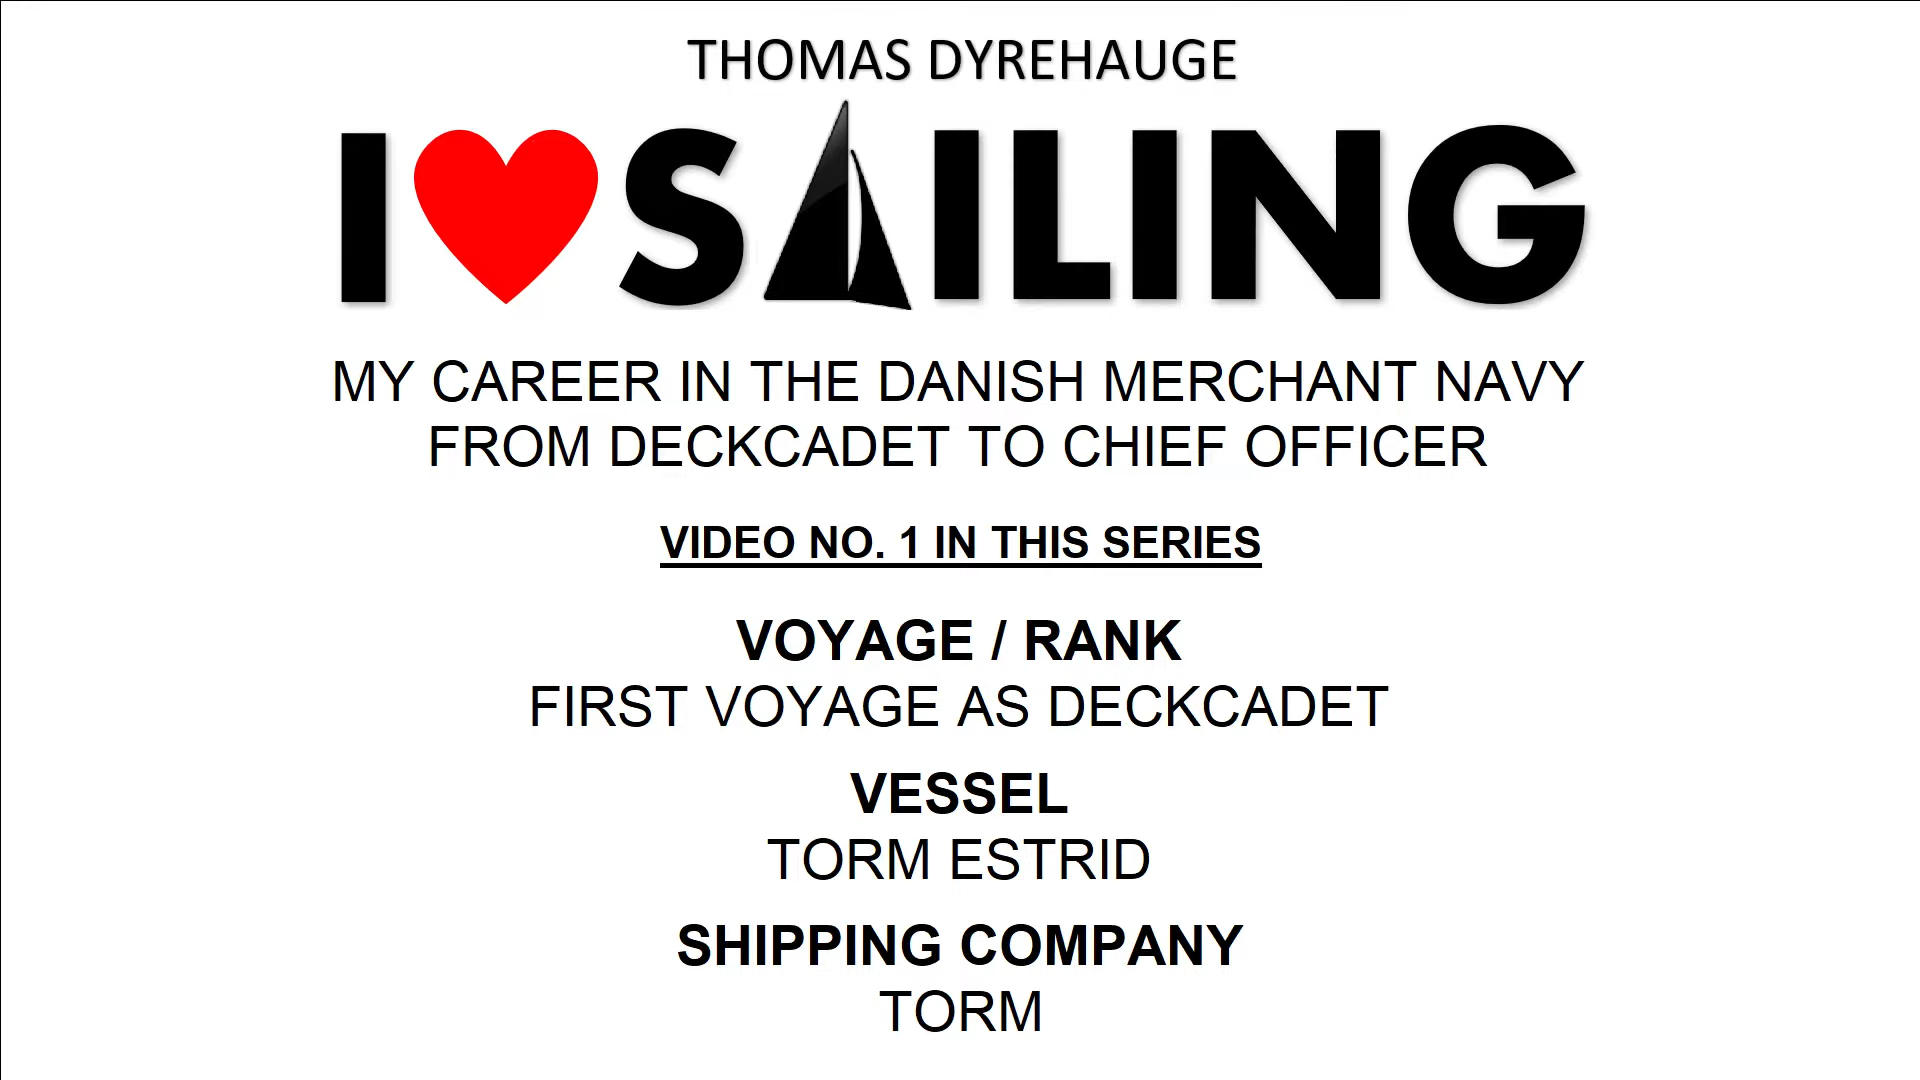 THOMAS DYREHAUGE
I ❤ SAILING
MY CAREER IN THE DANISH MERCHANT NAVY
FROM DECKCADET TO CHIEF OFFICER
VIDEO NO. 1 IN THIS SERIES
VOYAGE / RANK
FIRST VOYAGE AS DECKCADET
VESSEL
TORM ESTRID
SHIPPING COMPANY
TORM